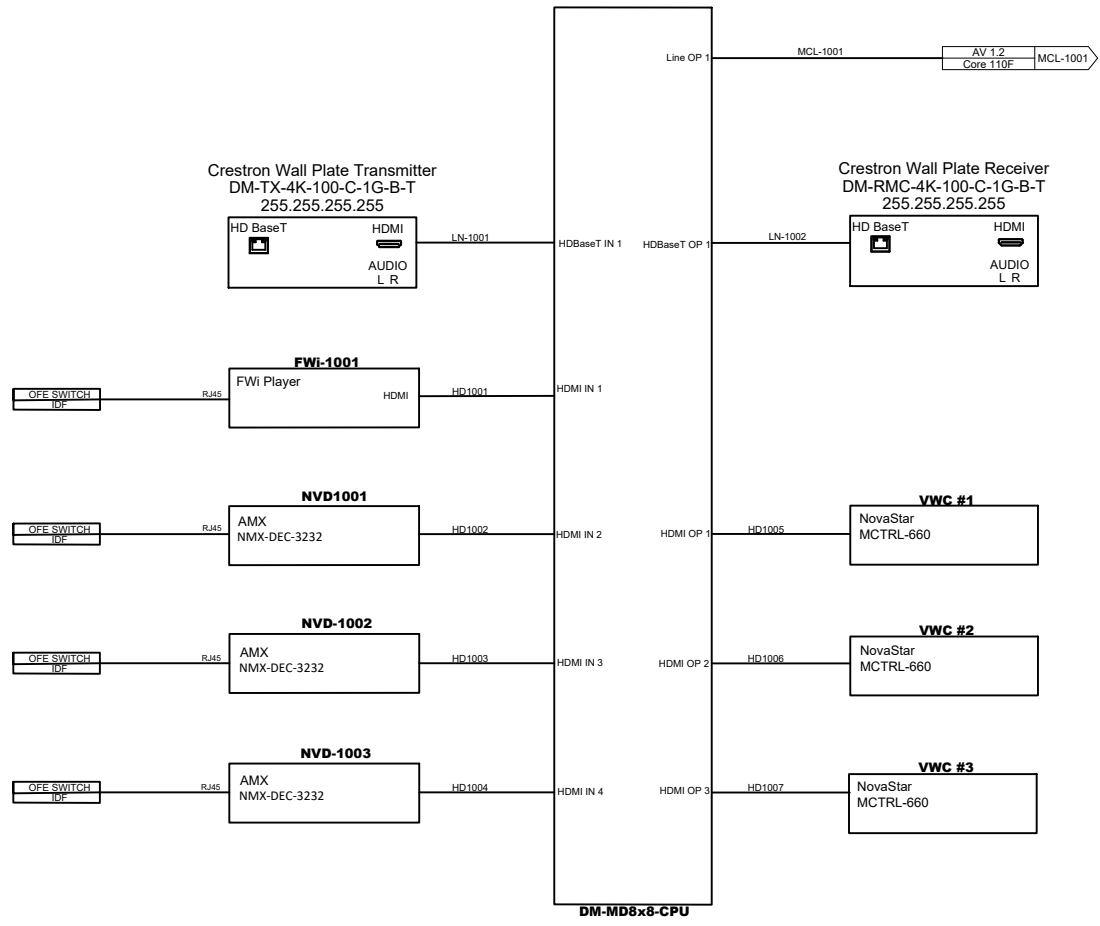 Line OP 1
MCL-1001
AV 1.2
Core 110F
MCL-1001
Crestron Wall Plate Transmitter
DM-TX-4K-100-C-1G-B-T
255.255.255.255
HD BaseT
HDMI
AUDIO
L R
LN-1001
HDBaseT IN 1
HDBaseT OP 1
LN-1002
Crestron Wall Plate Receiver
DM-RMC-4K-100-C-1G-B-T
255.255.255.255
HD BaseT
HDMI
AUDIO
L R
OFE SWITCH
IDF
RJ45
FWi-1001
FWi Player
HDMI
HD1001
HDMI IN 1
OFE SWITCH
IDF
RJ45
NVD1001
AMX
NMX-DEC-3232
HD1002
HDMI IN 2
HDMI OP 1
HD1005
VWC #1
NovaStar
MCTRL-660
OFE SWITCH
IDF
RJ45
NVD-1002
AMX
NMX-DEC-3232
HD1003
HDMI IN 3
HDMI OP 2
HD1006
VWC #2
NovaStar
MCTRL-660
OFE SWITCH
IDF
RJ45
NVD-1003
AMX
NMX-DEC-3232
HD1004
HDMI IN 4
HDMI OP 3
HD1007
VWC #3
NovaStar
MCTRL-660
DM-MD8x8-CPU